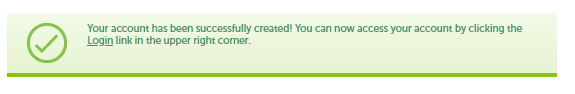 Your account has been successfully created! You can now access your account by clicking the
Login link in the upper right corner.